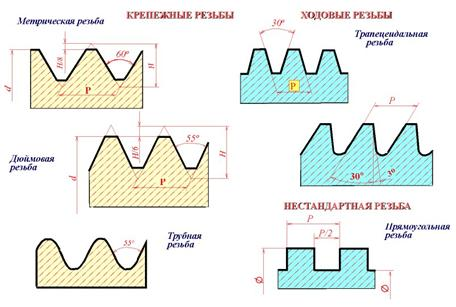 КРЕПЕЖНЫЕ РЕЗЬБЫ
Метрическая резьба
60°
H/8
H
d
P
Дюймовая
резьба
55°
H/6
H
d
P
Трубная
резьба
55°
ХОДОВЫЕ РЕЗЬБЫ
30°
Трапецеидальная
резьба
P
P
30°
3°
НЕСТАНДАРТНАЯ РЕЗЬБА
P
P/2
Прямоугольная
резьба
Ø
Ø